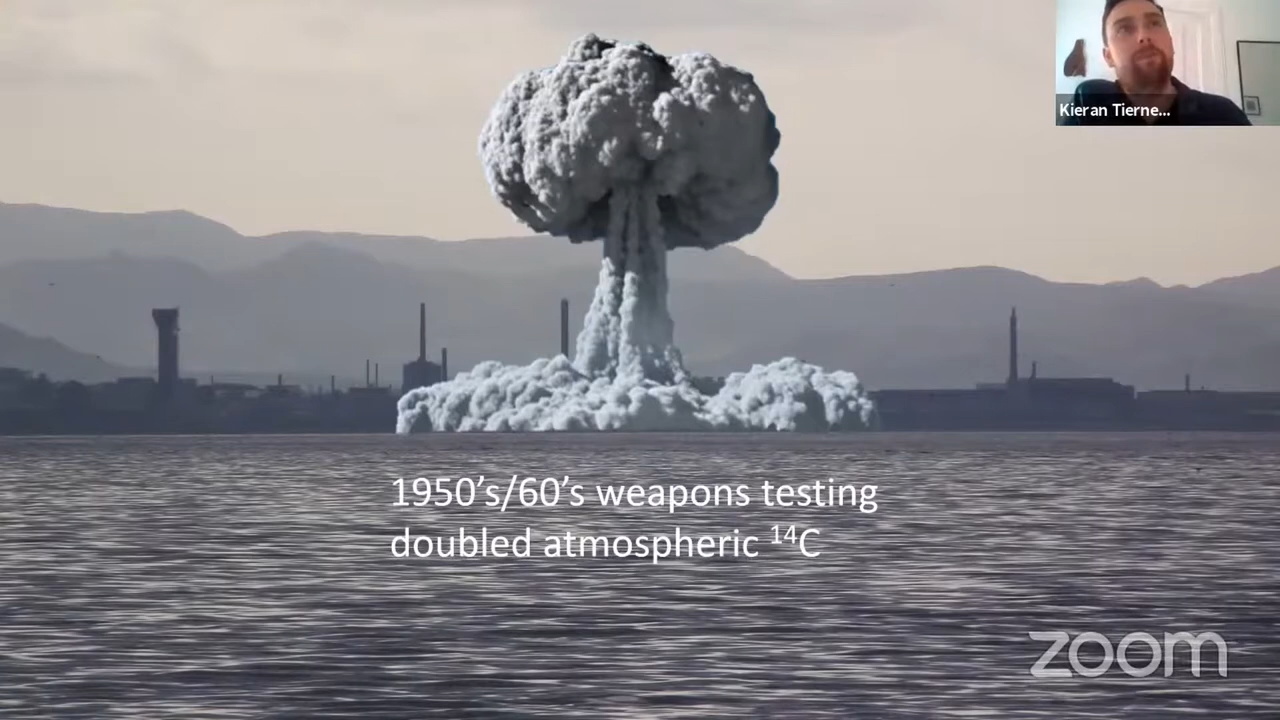 Kieran Tierne...
1950's/60's weapons testing
doubled atmospheric ¹⁴C
zoom